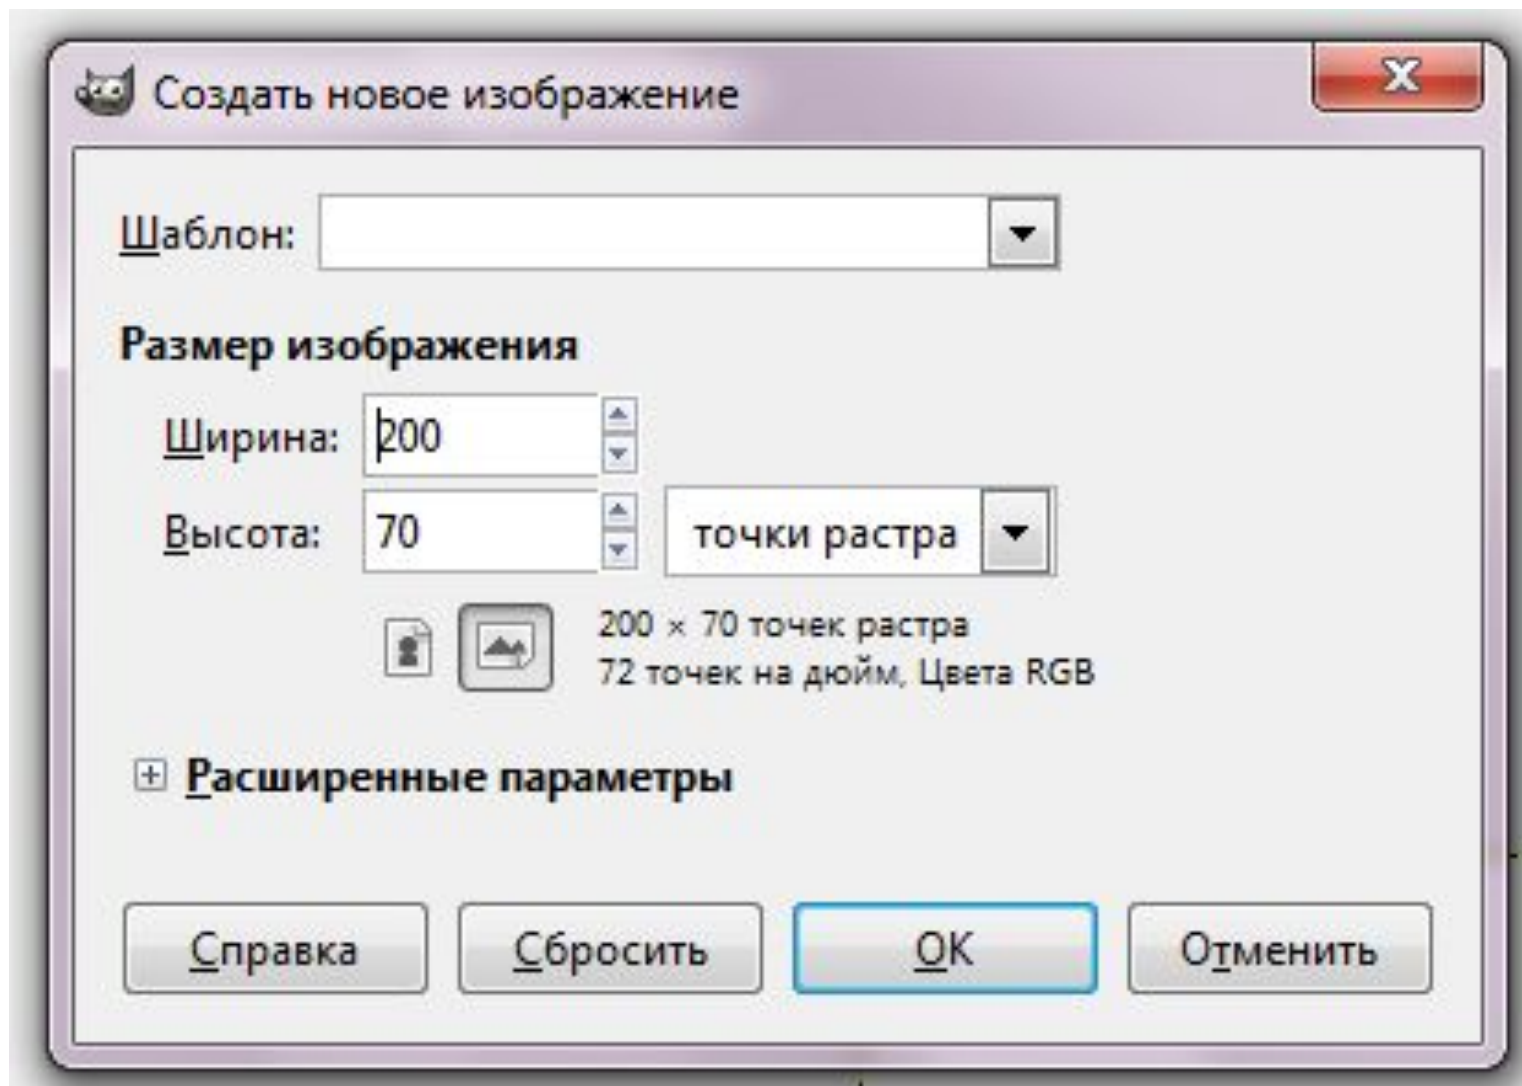 Создать новое изображение
Шаблон:
Размер изображения
Ширина: 200
Высота: 70 точки растра
200 × 70 точек растра
72 точек на дюйм, Цвета RGB
Расширенные параметры
Справка Сбросить OK Отменить